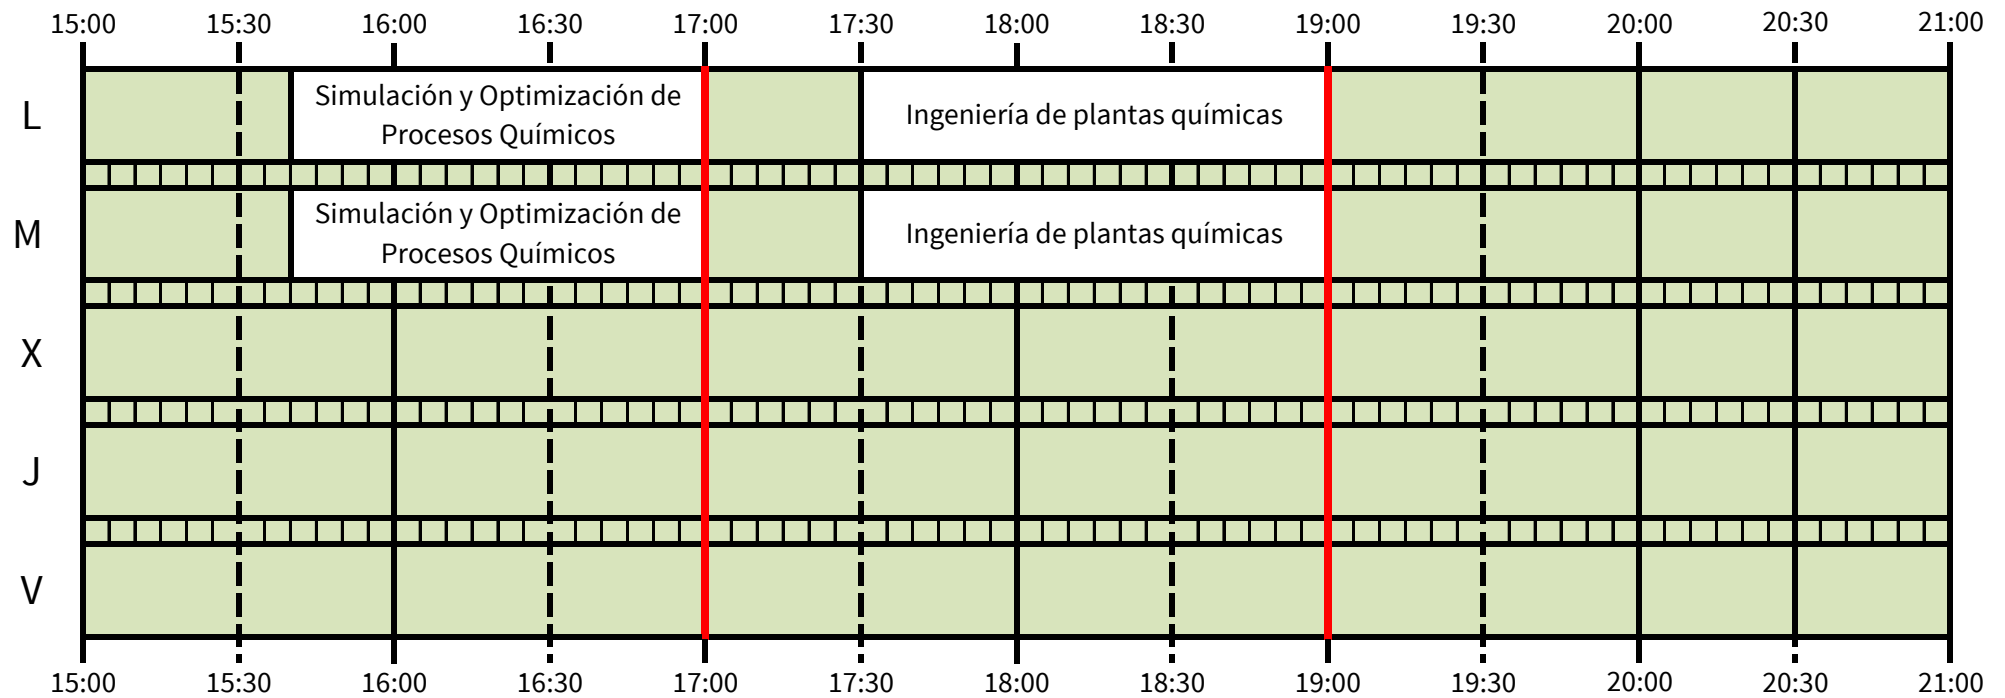 15:00 15:30 16:00 16:30 17:00 17:30 18:00 18:30 19:00 19:30 20:00 20:30 21:00
L
Simulación y Optimización de
Procesos Químicos
Ingeniería de plantas químicas
M
Simulación y Optimización de
Procesos Químicos
Ingeniería de plantas químicas
X
J
V
15:00 15:30 16:00 16:30 17:00 17:30 18:00 18:30 19:00 19:30 20:00 20:30 21:00